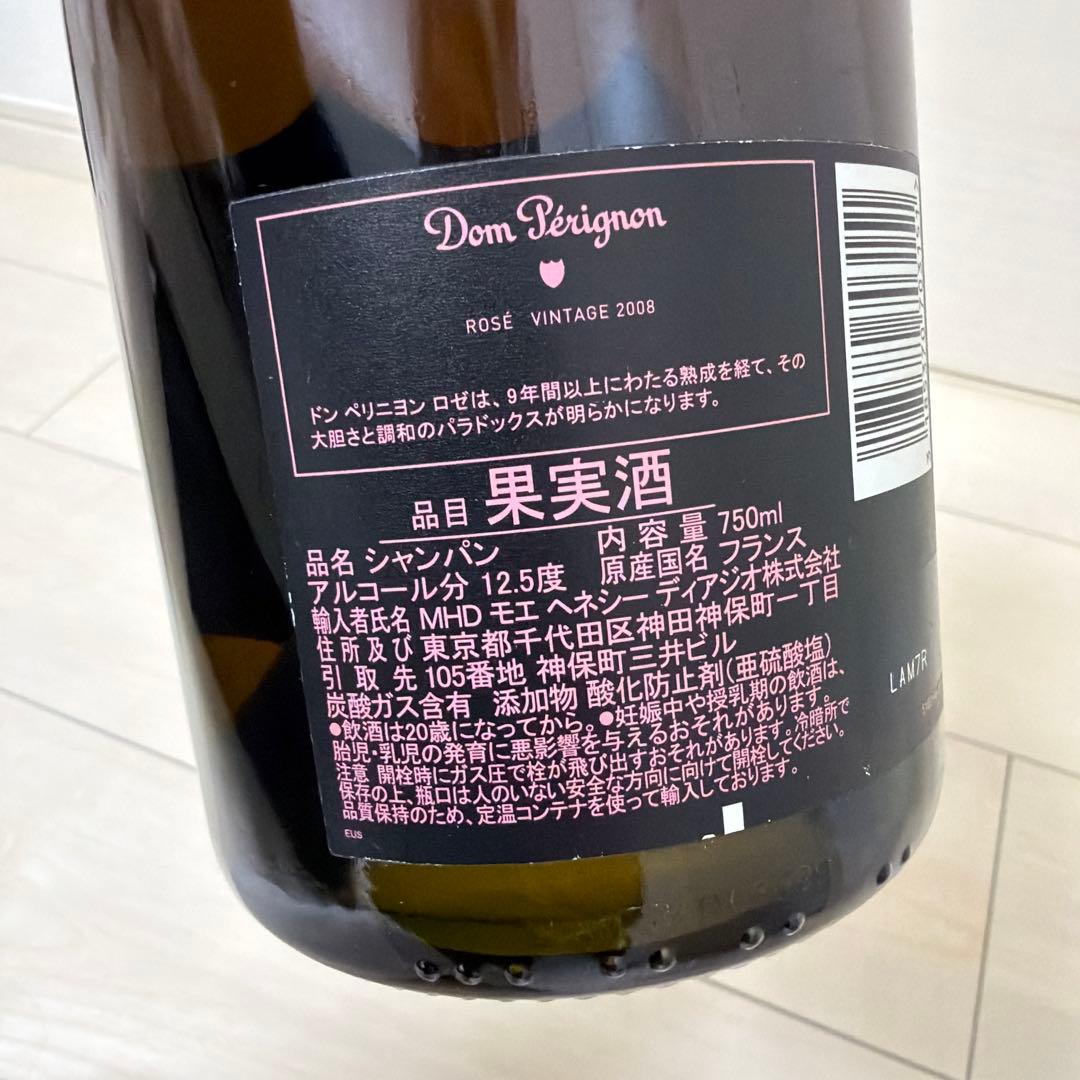 Dom Pérignon
ROSÉ VINTAGE 2008
ドン ペリニヨン ロゼは、9年間以上にわたる熟成を経て、その
大胆さと調和のパラドックスが明らかになります。
品目 果実酒
品名 シャンパン 内容量 750ml
アルコール分 12.5度 原産国名 フランス
輸入者氏名 MHD モエ ヘネシー ディアジオ株式会社
住所及び 東京都千代田区神田神保町一丁目
引取先 105番地 神保町三井ビル
炭酸ガス含有 添加物 酸化防止剤(亜硫酸塩)
●飲酒は20歳になってから。●妊娠中や授乳期の飲酒は、
胎児・乳児の発育に悪影響を与えるおそれがあります。
注意 開栓時にガス圧で栓が飛び出すおそれがあります。冷暗所で
保存の上、瓶口は人のいない安全な方向に向けて開栓してください。
品質保持のため、定温コンテナを使って輸入しております。
EUS
LAM7R